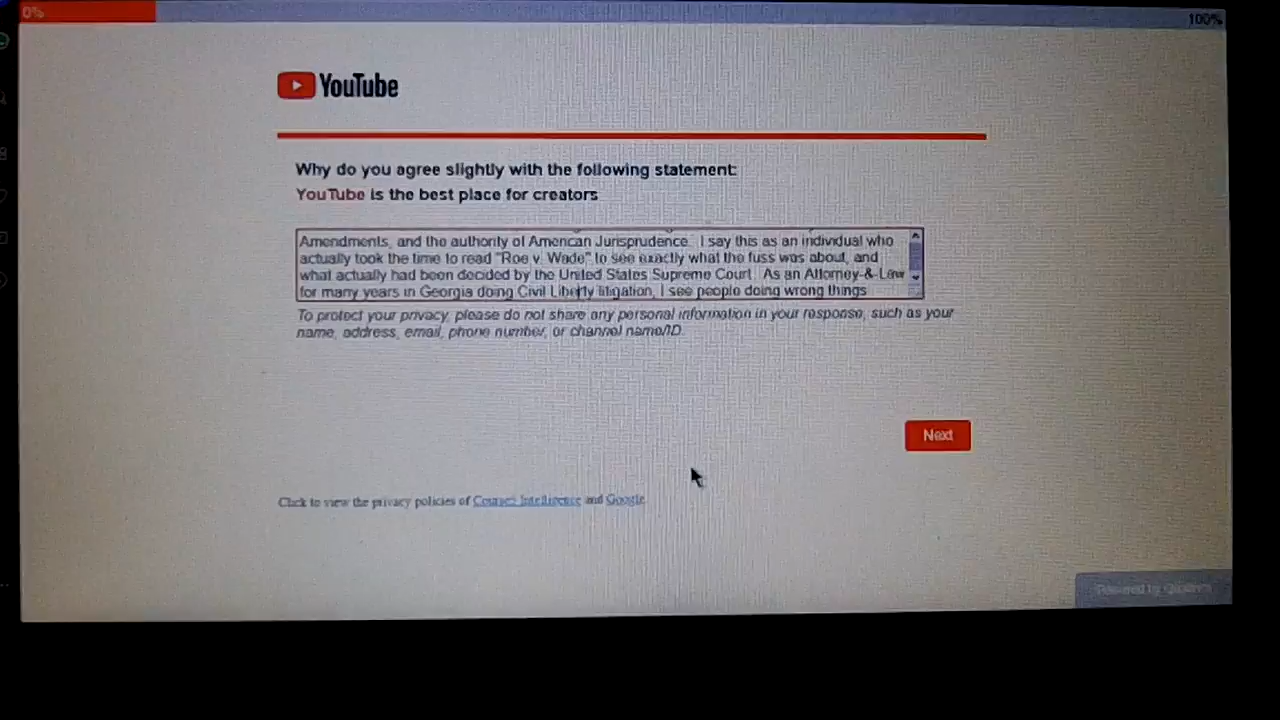 0%
100%
YouTube
Why do you agree slightly with the following statement:
YouTube is the best place for creators
Amendments, and the authority of American Jurisprudence. I say this as an individual who
actually took the time to read "Roe v. Wade" to see exactly what the fuss was about, and
what actually had been decided by the United States Supreme Court. As an Attorney-&-Law
for many years in Georgia doing Civil Liberty litigation, I see people doing wrong things
To protect your privacy, please do not share any personal information in your response, such as your
name, address, email, phone number, or channel name/ID.
Next
Click to view the privacy policies of Counter Intelligence and Google.
Powered by Qualtrics